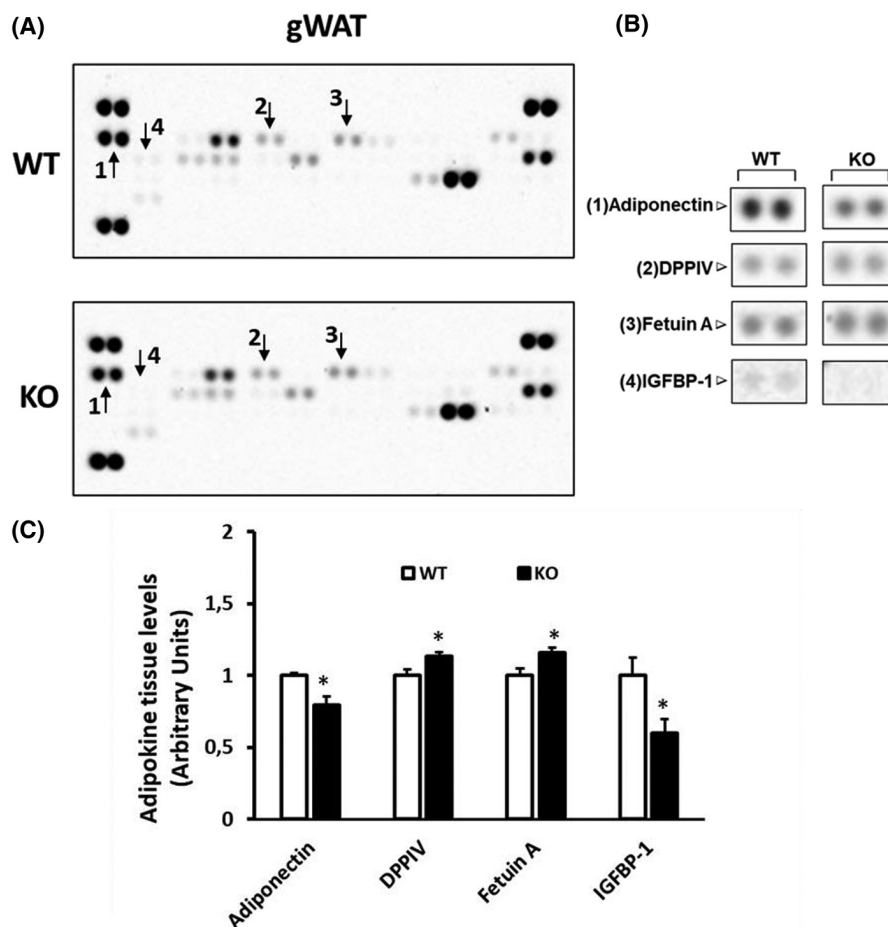 (A)
gWAT
WT
1
4
2
3
KO
1
4
2
3
(B)
WT KO
(1)Adiponectin
(2)DPPIV
(3)Fetuin A
(4)IGFBP-1
(C)
Adipokine tissue levels
(Arbitrary Units)
2
1,5
1
0,5
0
WT KO
* * * *
Adiponectin
DPPIV
Fetuin A
IGFBP-1